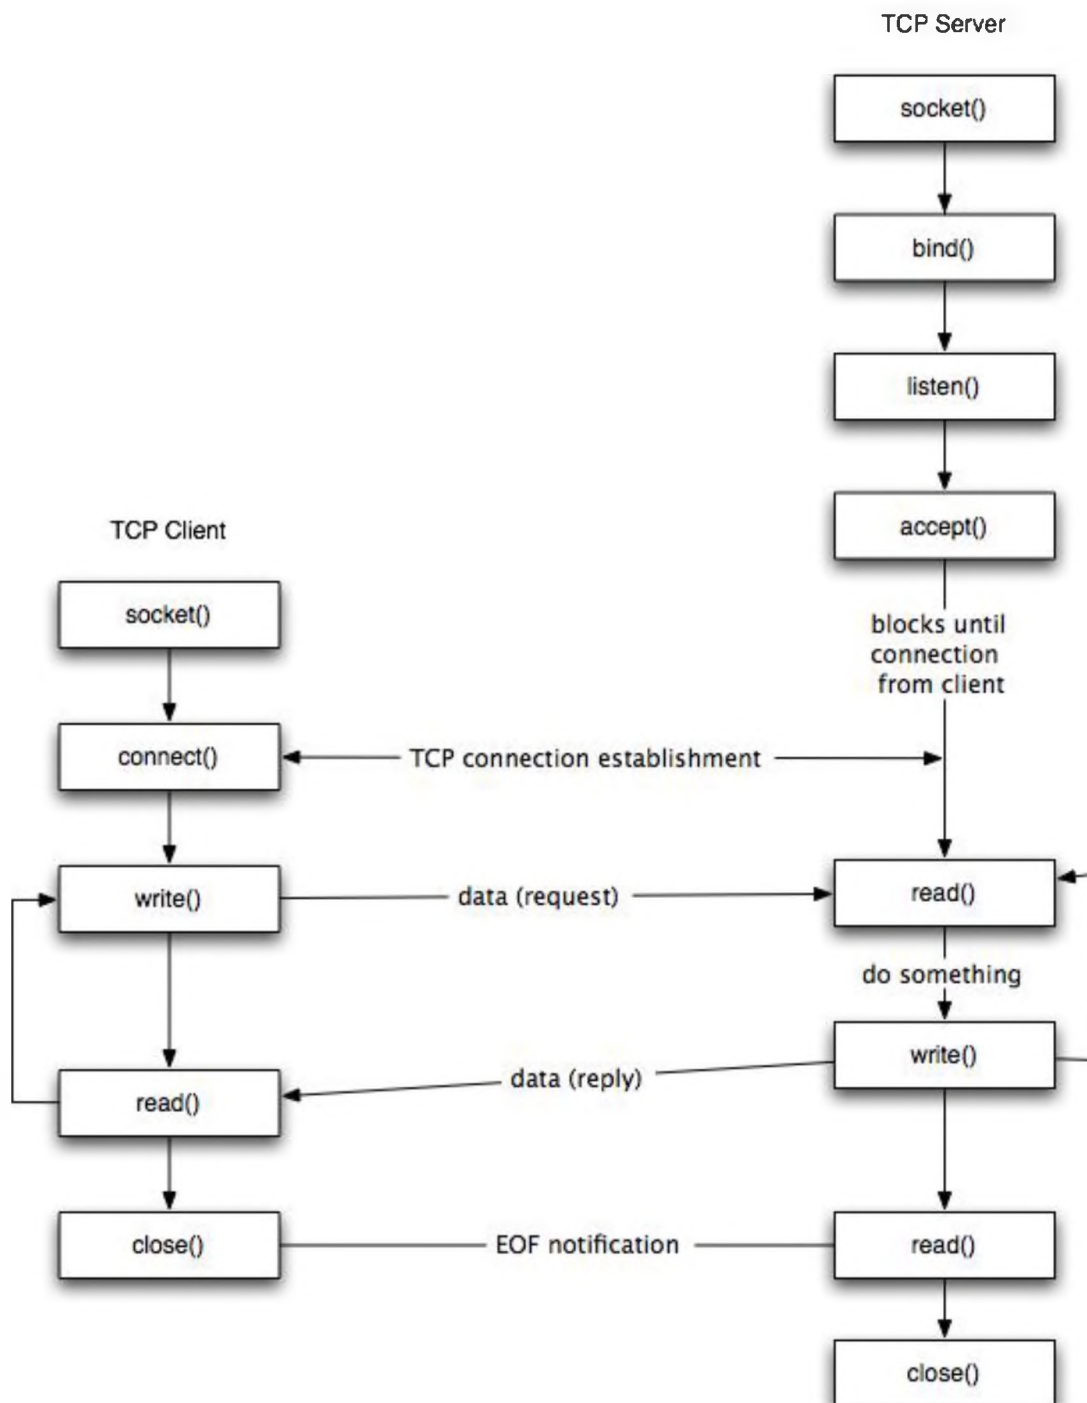 TCP Server
socket()
bind()
listen()
accept()
blocks until
connection
from client
TCP Client
socket()
connect()
TCP connection establishment
write()
data (request)
read()
do something
write()
data (reply)
read()
close()
EOF notification
read()
close()